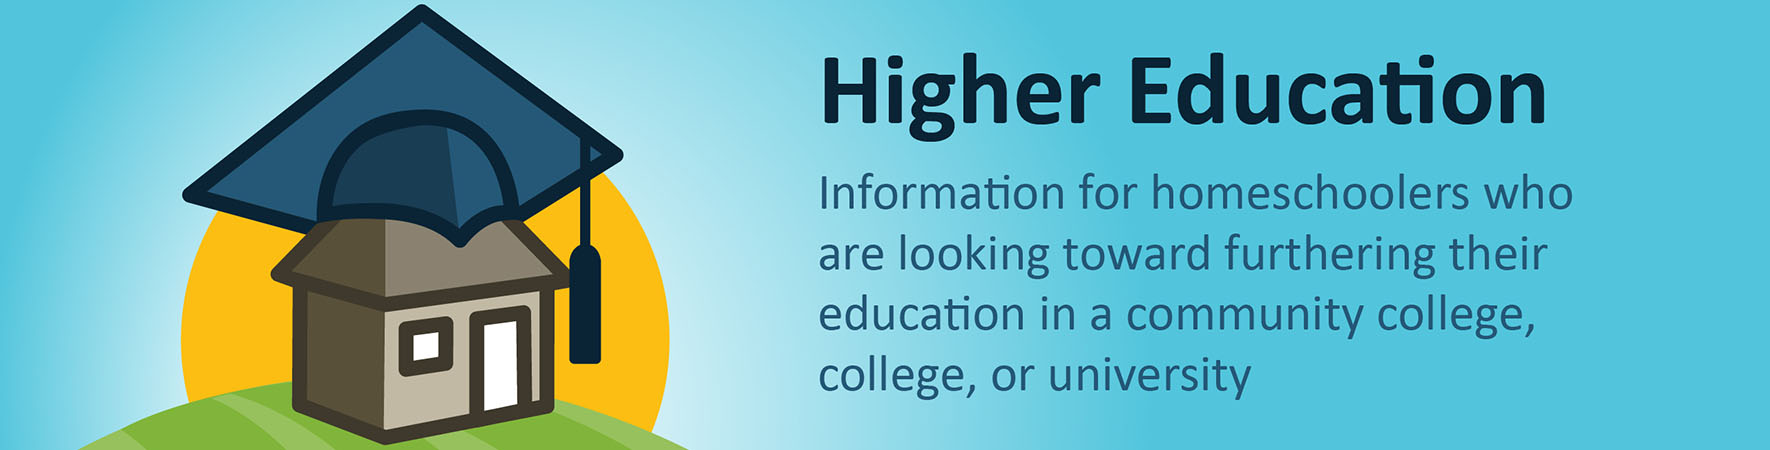 Higher Education
Information for homeschoolers who
are looking toward furthering their
education in a community college,
college, or university